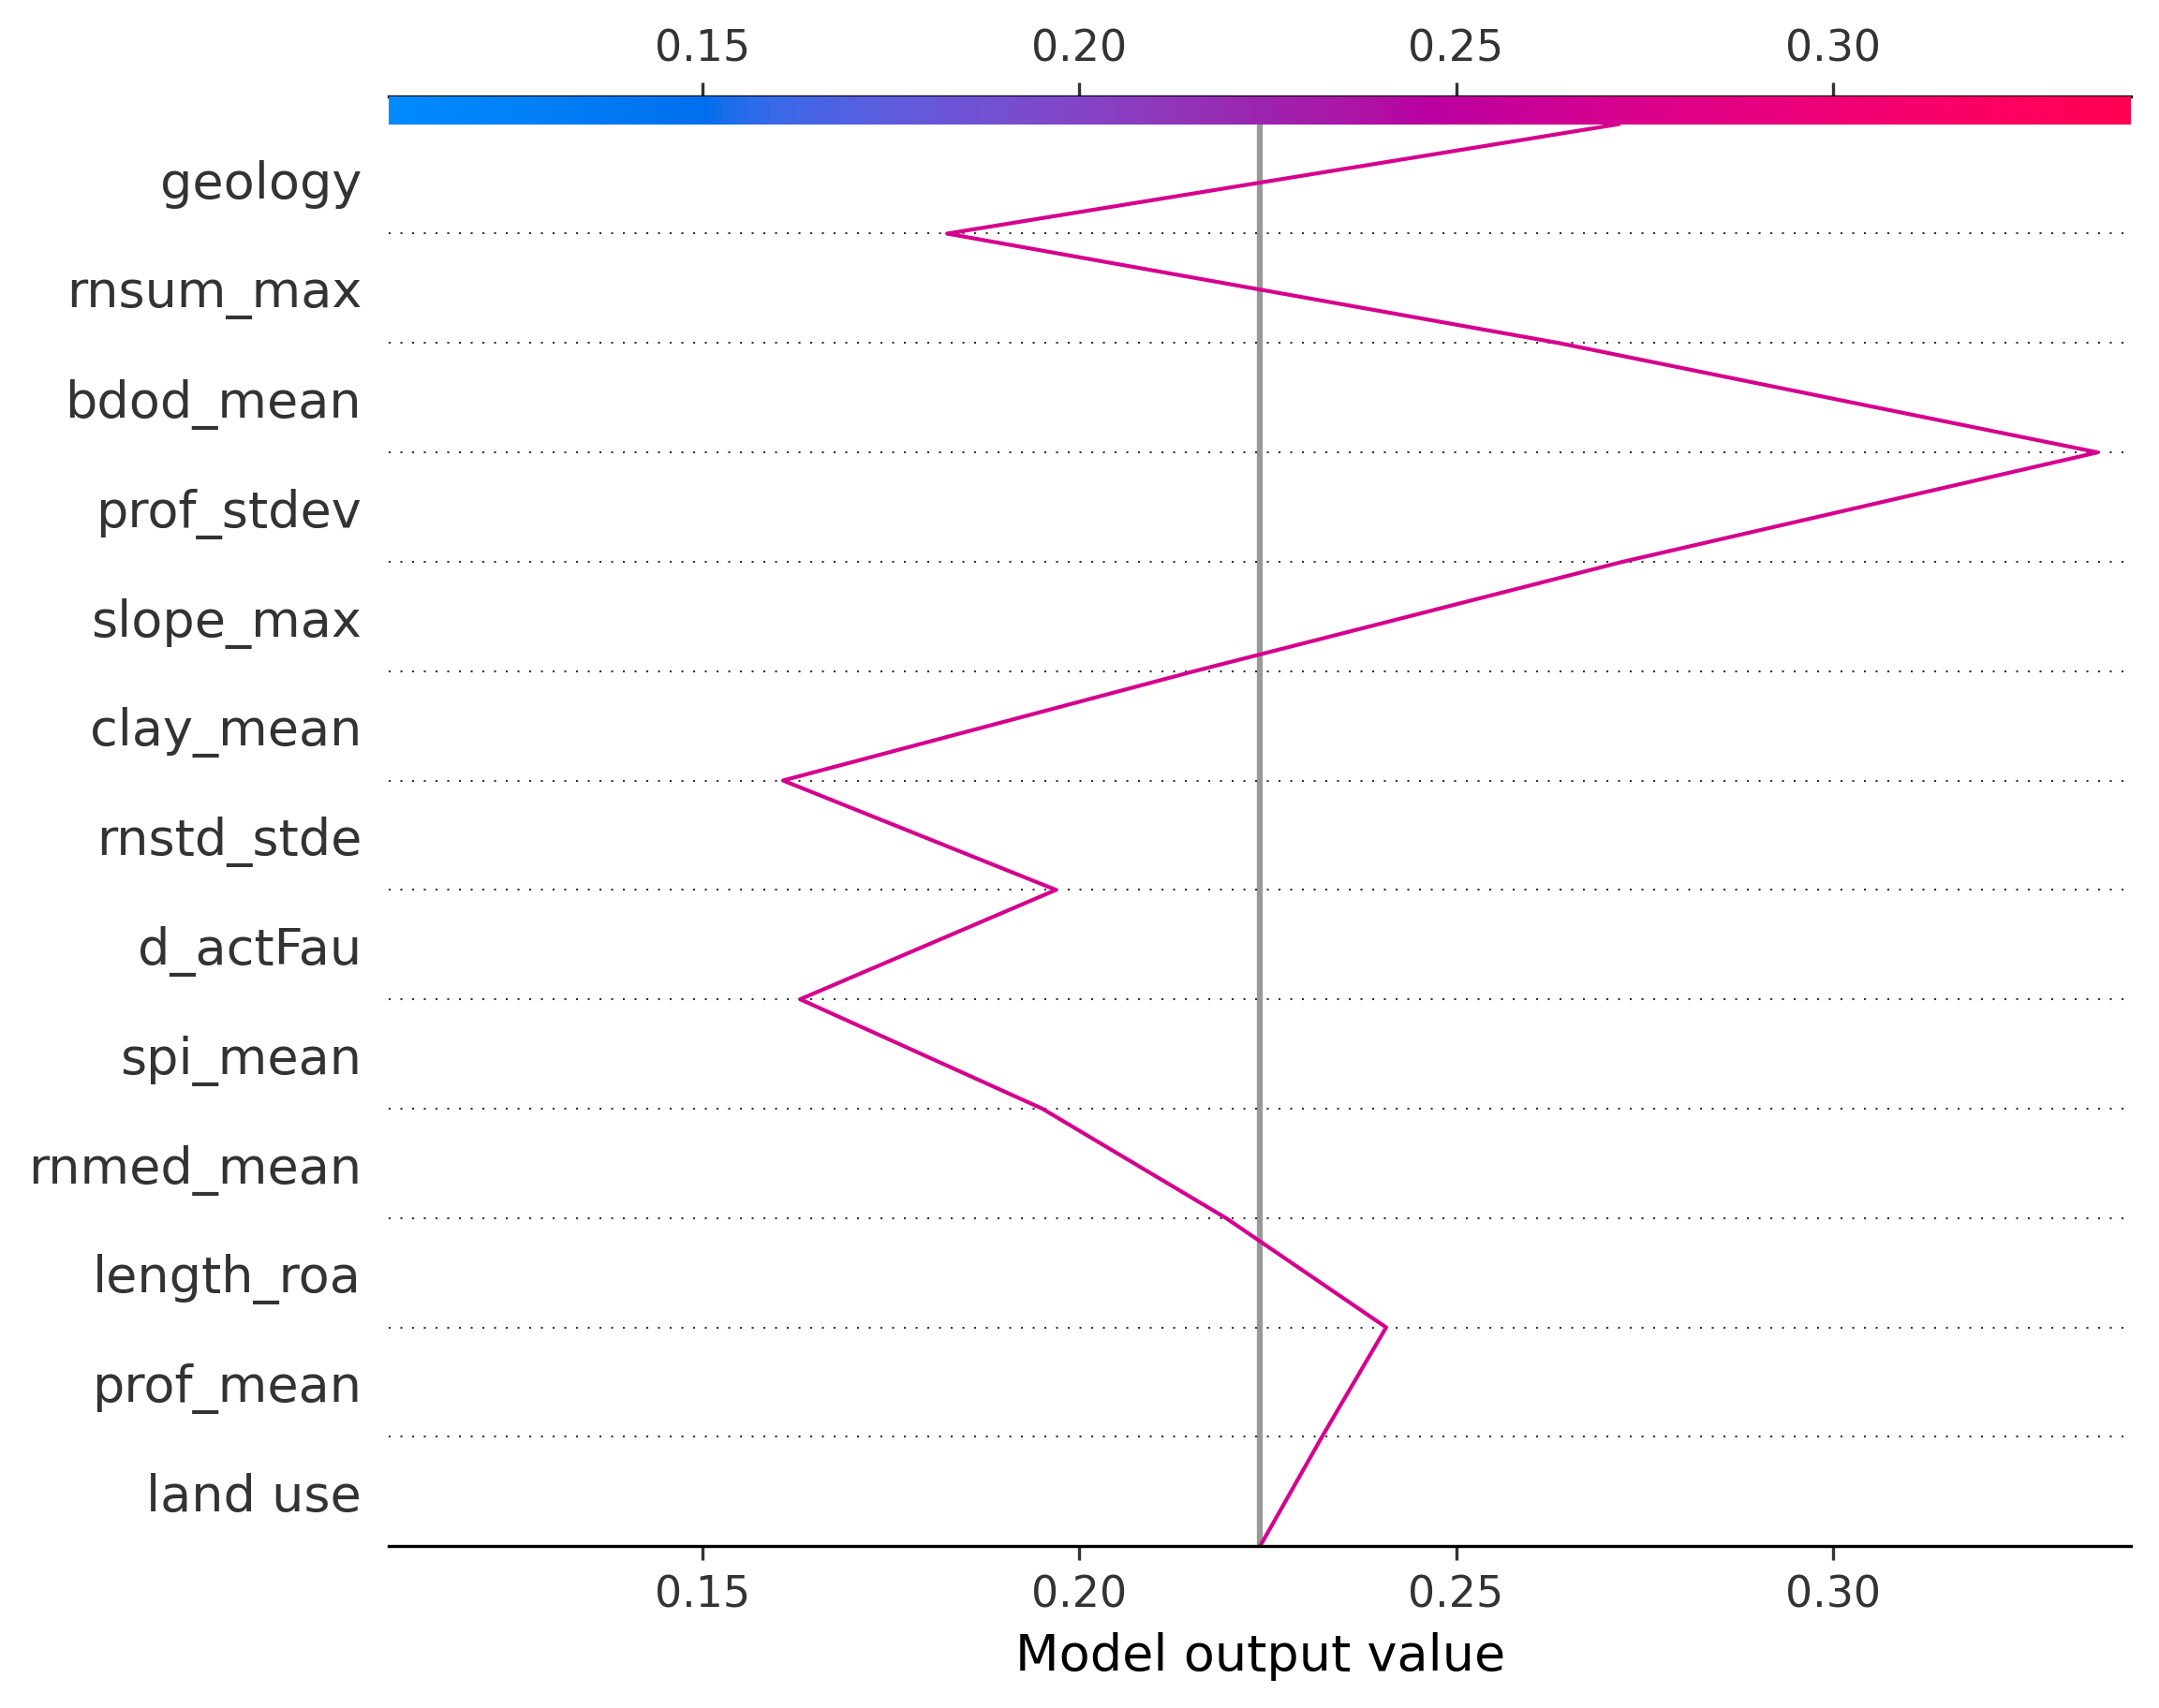 0.15 0.20 0.25 0.30
geology
rnsum_max
bdod_mean
prof_stdev
slope_max
clay_mean
rnstd_stde
d_actFau
spi_mean
rnmed_mean
length_roa
prof_mean
land use
0.15 0.20 0.25 0.30
Model output value